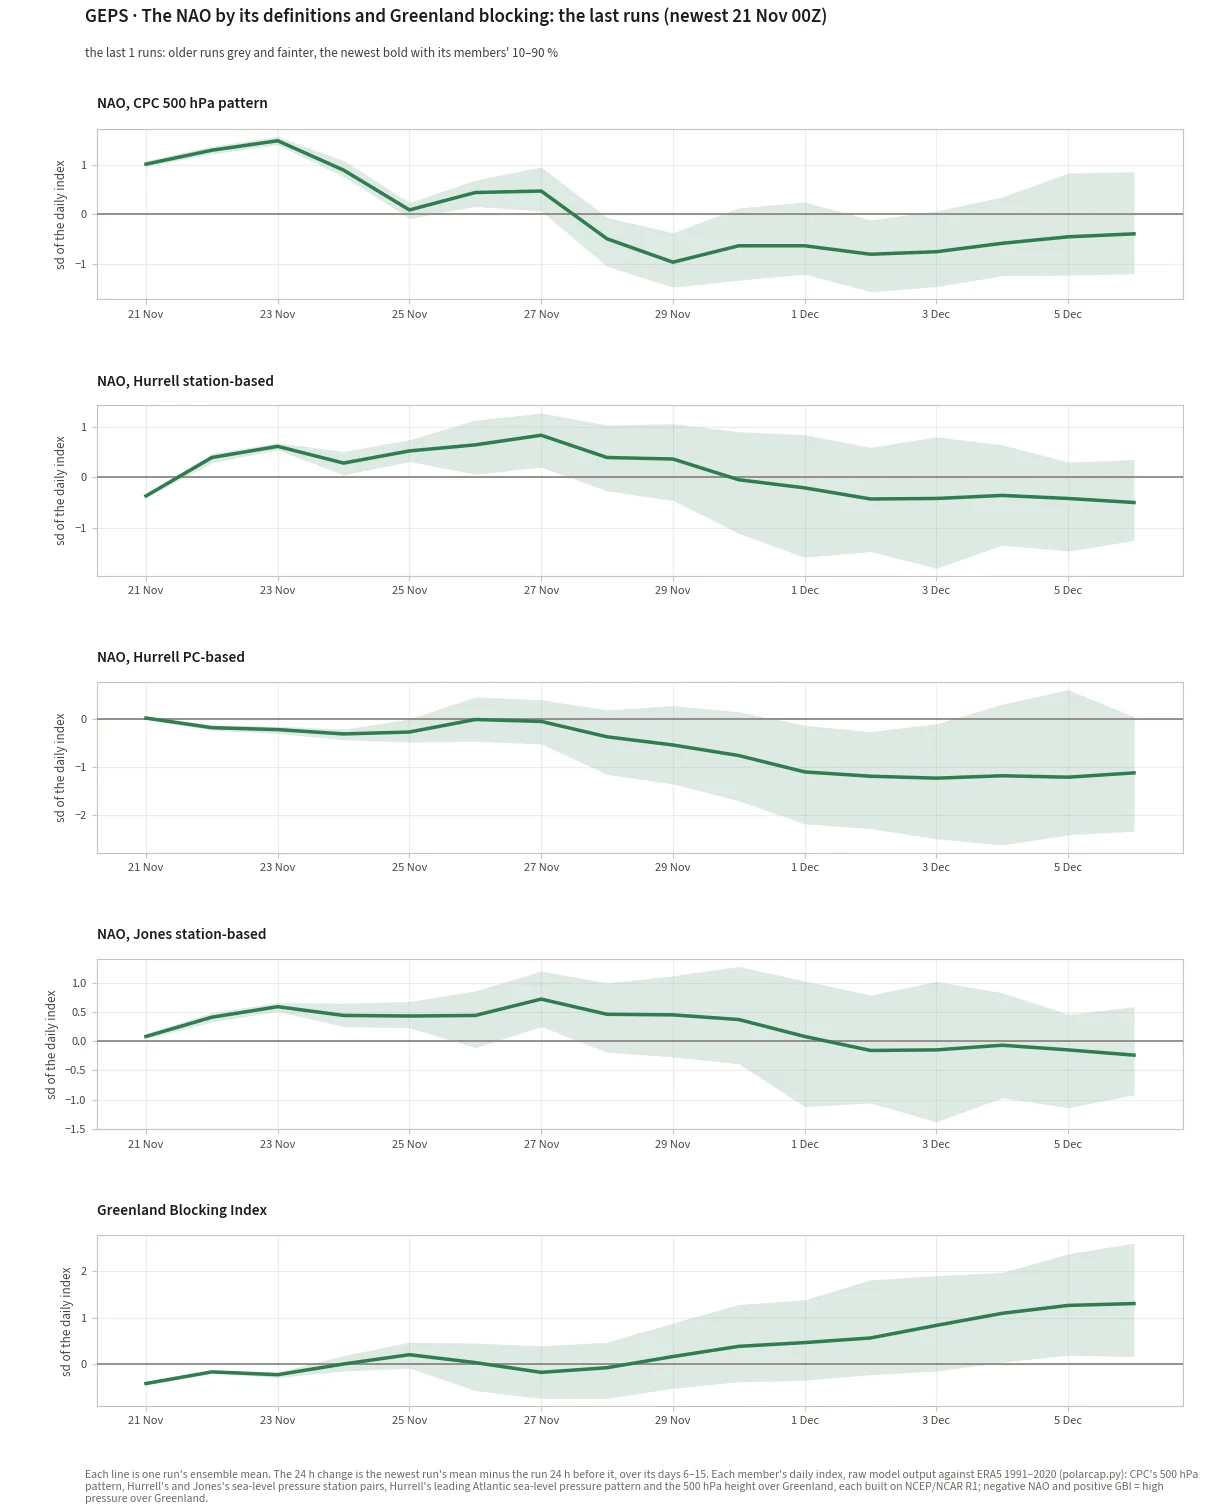 GEPS · The NAO by its definitions and Greenland blocking: the last runs (newest 21 Nov 00Z)
the last 1 runs: older runs grey and fainter, the newest bold with its members' 10–90 %
NAO, CPC 500 hPa pattern
sd of the daily index
1
0
−1
21 Nov 23 Nov 25 Nov 27 Nov 29 Nov 1 Dec 3 Dec 5 Dec
NAO, Hurrell station-based
sd of the daily index
1
0
−1
21 Nov 23 Nov 25 Nov 27 Nov 29 Nov 1 Dec 3 Dec 5 Dec
NAO, Hurrell PC-based
sd of the daily index
0
−1
−2
21 Nov 23 Nov 25 Nov 27 Nov 29 Nov 1 Dec 3 Dec 5 Dec
NAO, Jones station-based
sd of the daily index
1.0
0.5
0.0
−0.5
−1.0
−1.5
21 Nov 23 Nov 25 Nov 27 Nov 29 Nov 1 Dec 3 Dec 5 Dec
Greenland Blocking Index
sd of the daily index
2
1
0
21 Nov 23 Nov 25 Nov 27 Nov 29 Nov 1 Dec 3 Dec 5 Dec
Each line is one run's ensemble mean. The 24 h change is the newest run's mean minus the run 24 h before it, over its days 6–15. Each member's daily index, raw model output against ERA5 1991–2020 (polarcap.py): CPC's 500 hPa
pattern, Hurrell's and Jones's sea-level pressure station pairs, Hurrell's leading Atlantic sea-level pressure pattern and the 500 hPa height over Greenland, each built on NCEP/NCAR R1; negative NAO and positive GBI = high
pressure over Greenland.